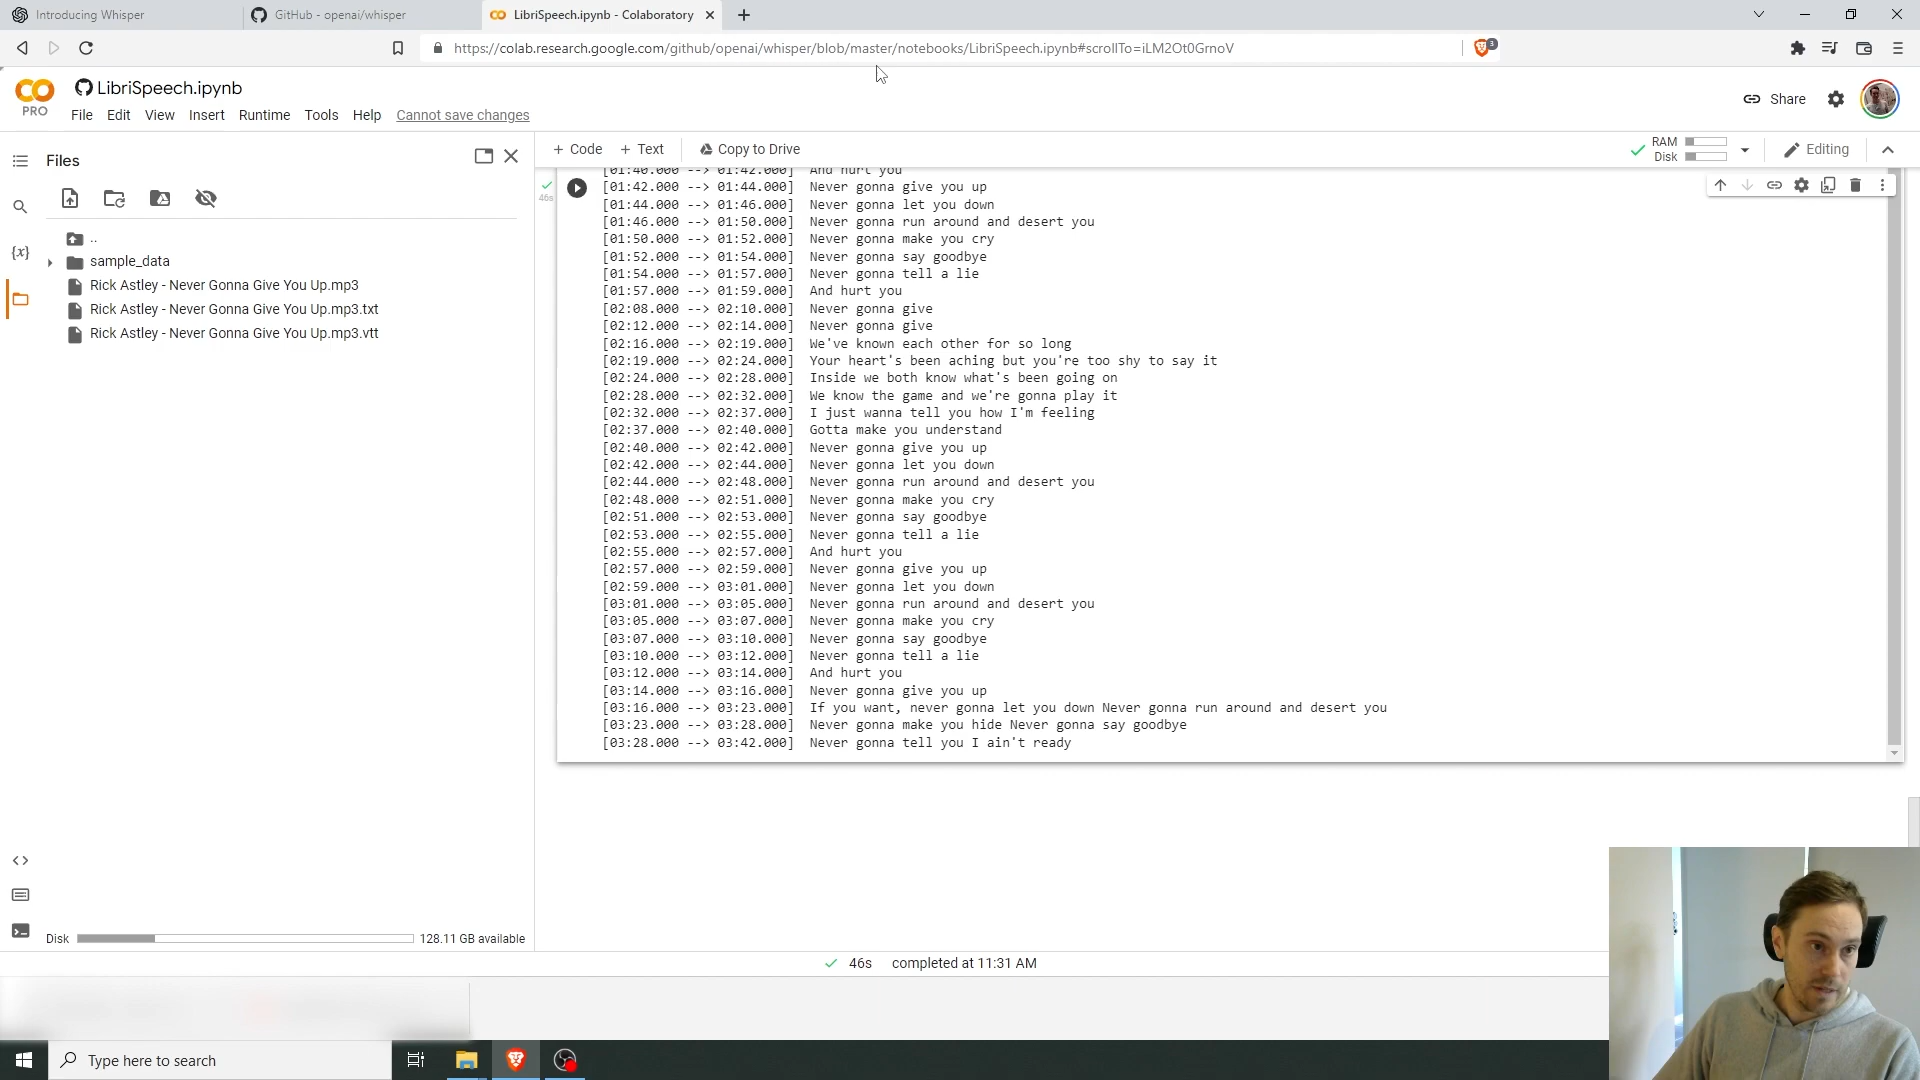 Introducing Whisper
GitHub - openai/whisper
LibriSpeech.ipynb - Colaboratory
https://colab.research.google.com/github/openai/whisper/blob/master/notebooks/LibriSpeech.ipynb#scrollTo=iLM2Ot0GrnoV
3
PRO
LibriSpeech.ipynb
File Edit View Insert Runtime Tools Help Cannot save changes
Share
Files
+ Code + Text Copy to Drive
RAM
Disk
Editing
..
sample_data
Rick Astley - Never Gonna Give You Up.mp3
Rick Astley - Never Gonna Give You Up.mp3.txt
Rick Astley - Never Gonna Give You Up.mp3.vtt
{x}
46s
[01:40.000 --> 01:42.000] And hurt you
[01:42.000 --> 01:44.000] Never gonna give you up
[01:44.000 --> 01:46.000] Never gonna let you down
[01:46.000 --> 01:50.000] Never gonna run around and desert you
[01:50.000 --> 01:52.000] Never gonna make you cry
[01:52.000 --> 01:54.000] Never gonna say goodbye
[01:54.000 --> 01:57.000] Never gonna tell a lie
[01:57.000 --> 01:59.000] And hurt you
[02:08.000 --> 02:10.000] Never gonna give
[02:12.000 --> 02:14.000] Never gonna give
[02:16.000 --> 02:19.000] We've known each other for so long
[02:19.000 --> 02:24.000] Your heart's been aching but you're too shy to say it
[02:24.000 --> 02:28.000] Inside we both know what's been going on
[02:28.000 --> 02:32.000] We know the game and we're gonna play it
[02:32.000 --> 02:37.000] I just wanna tell you how I'm feeling
[02:37.000 --> 02:40.000] Gotta make you understand
[02:40.000 --> 02:42.000] Never gonna give you up
[02:42.000 --> 02:44.000] Never gonna let you down
[02:44.000 --> 02:48.000] Never gonna run around and desert you
[02:48.000 --> 02:51.000] Never gonna make you cry
[02:51.000 --> 02:53.000] Never gonna say goodbye
[02:53.000 --> 02:55.000] Never gonna tell a lie
[02:55.000 --> 02:57.000] And hurt you
[02:57.000 --> 02:59.000] Never gonna give you up
[02:59.000 --> 03:01.000] Never gonna let you down
[03:01.000 --> 03:05.000] Never gonna run around and desert you
[03:05.000 --> 03:07.000] Never gonna make you cry
[03:07.000 --> 03:10.000] Never gonna say goodbye
[03:10.000 --> 03:12.000] Never gonna tell a lie
[03:12.000 --> 03:14.000] And hurt you
[03:14.000 --> 03:16.000] Never gonna give you up
[03:16.000 --> 03:23.000] If you want, never gonna let you down Never gonna run around and desert you
[03:23.000 --> 03:28.000] Never gonna make you hide Never gonna say goodbye
[03:28.000 --> 03:42.000] Never gonna tell you I ain't ready
Disk 128.11 GB available
46s completed at 11:31 AM
Type here to search